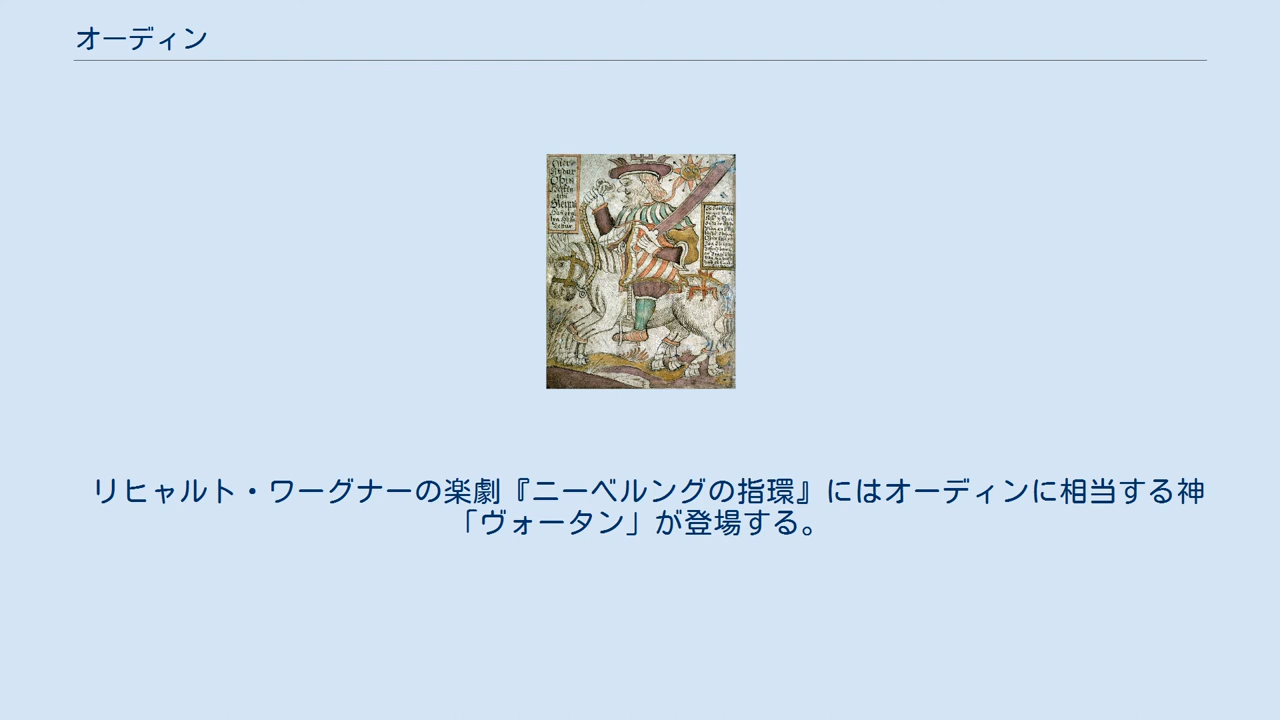 オーディン
リヒャルト・ワーグナーの楽劇『ニーベルングの指環』にはオーディンに相当する神
「ヴォータン」が登場する。